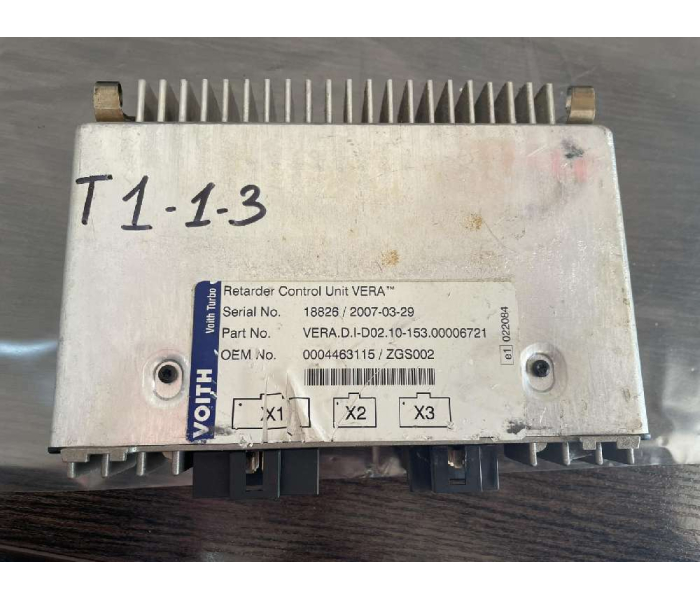 T 1-1-3
Voith Turbo
VOITH
Retarder Control Unit VERA™
Serial No. 18826 / 2007-03-29
Part No. VERA.D.I-D02.10-153.00006721
OEM No. 0004463115 / ZGS002
e1 022084
X1 X2 X3